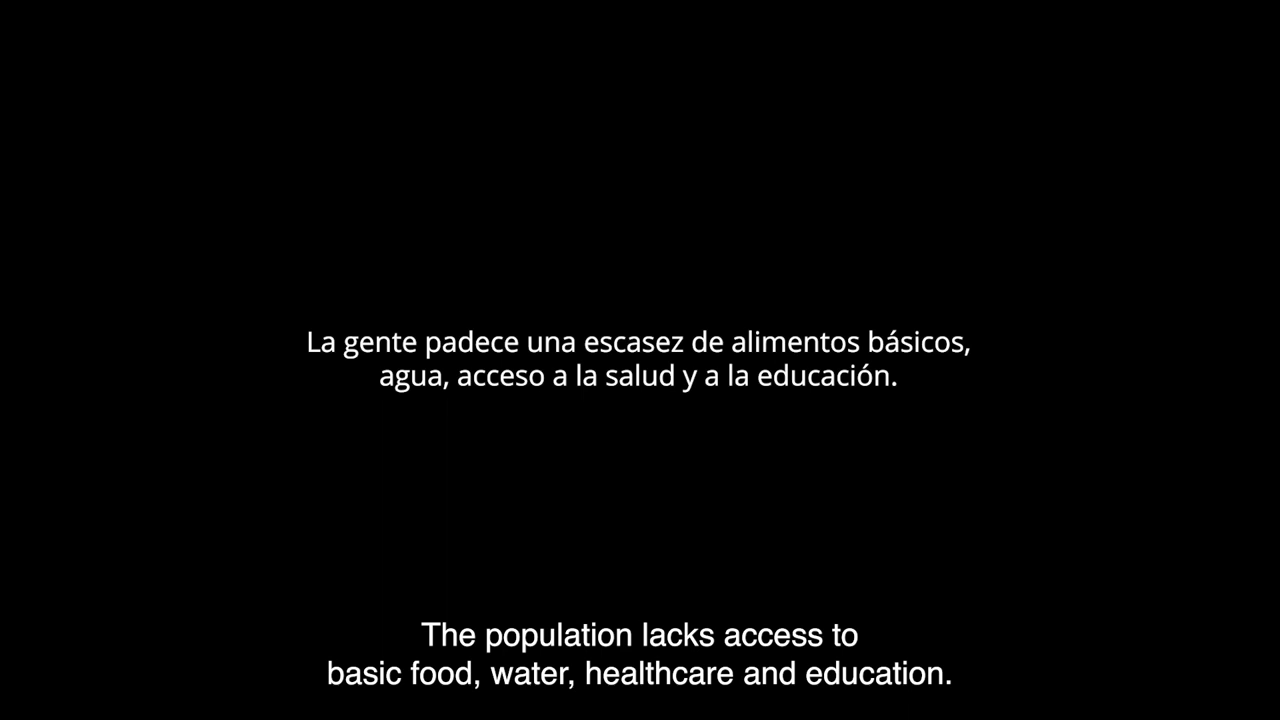 La gente padece una escasez de alimentos básicos,
agua, acceso a la salud y a la educación.
The population lacks access to
basic food, water, healthcare and education.